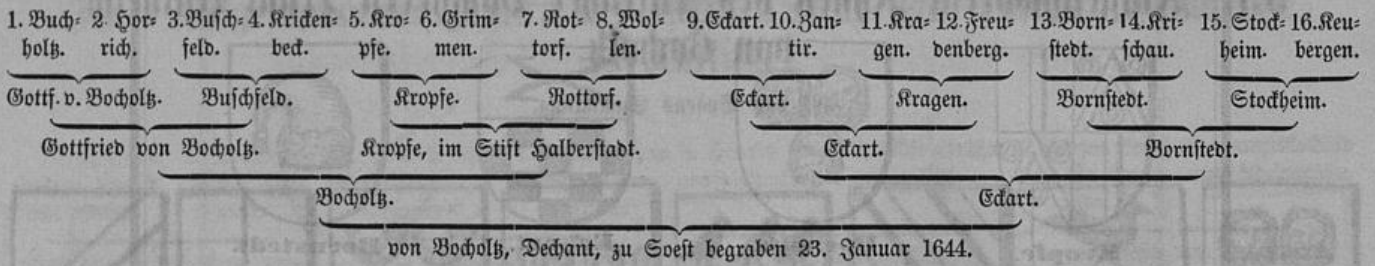 1. Buch= 2. Hor= 3. Busch= 4. Kricken= 5. Kro= 6. Grim= 7. Rot= 8. Wol= 9. Eckart. 10. Zan= 11. Kra= 12. Freu= 13. Born= 14. Kri= 15. Stock= 16. Keu=
holtz. rich. feld. beck. pfe. men. torf. len. tir. gen. denberg. stedt. schau. heim. bergen.
Gottf. v. Bocholtz. Buschfeld. Kropfe. Rottorf. Eckart. Kragen. Bornstedt. Stockheim.
Gottfried von Bocholtz. Kropfe, im Stift Halberstadt. Eckart. Bornstedt.
Bocholtz. Eckart.
von Bocholtz, Dechant, zu Soest begraben 23. Januar 1644.